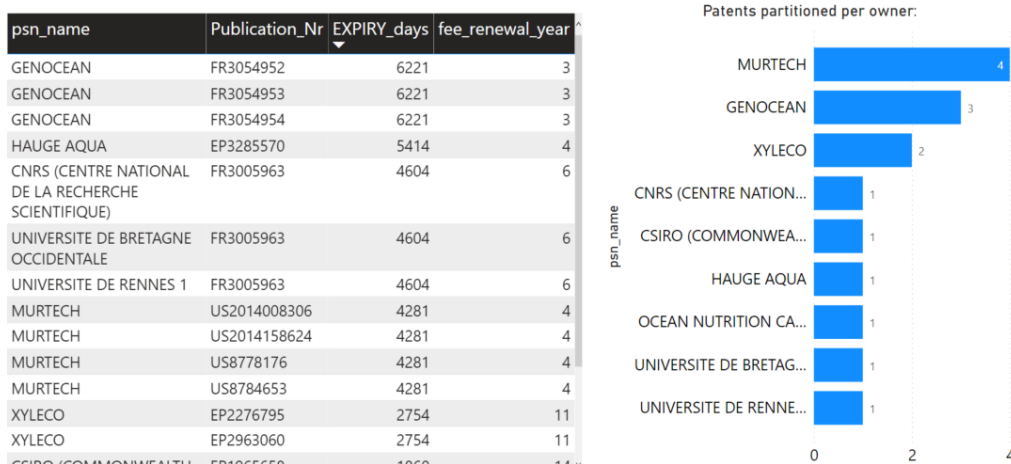 psn_name Publication_Nr EXPIRY_days fee_renewal_year
GENOCEAN FR3054952 6221 3
GENOCEAN FR3054953 6221 3
GENOCEAN FR3054954 6221 3
HAUGE AQUA EP3285570 5414 4
CNRS (CENTRE NATIONAL FR3005963 4604 6
DE LA RECHERCHE
SCIENTIFIQUE)
UNIVERSITE DE BRETAGNE FR3005963 4604 6
OCCIDENTALE
UNIVERSITE DE RENNES 1 FR3005963 4604 6
MURTECH US2014008306 4281 4
MURTECH US2014158624 4281 4
MURTECH US8778176 4281 4
MURTECH US8784653 4281 4
XYLECO EP2276795 2754 11
XYLECO EP2963060 2754 11
CSIRO (COMMONWEALTH
Patents partitioned per owner:
psn_name
MURTECH 4
GENOCEAN 3
XYLECO 2
CNRS (CENTRE NATION... 1
CSIRO (COMMONWEA... 1
HAUGE AQUA 1
OCEAN NUTRITION CA... 1
UNIVERSITE DE BRETAG... 1
UNIVERSITE DE RENNE... 1
0 2 4